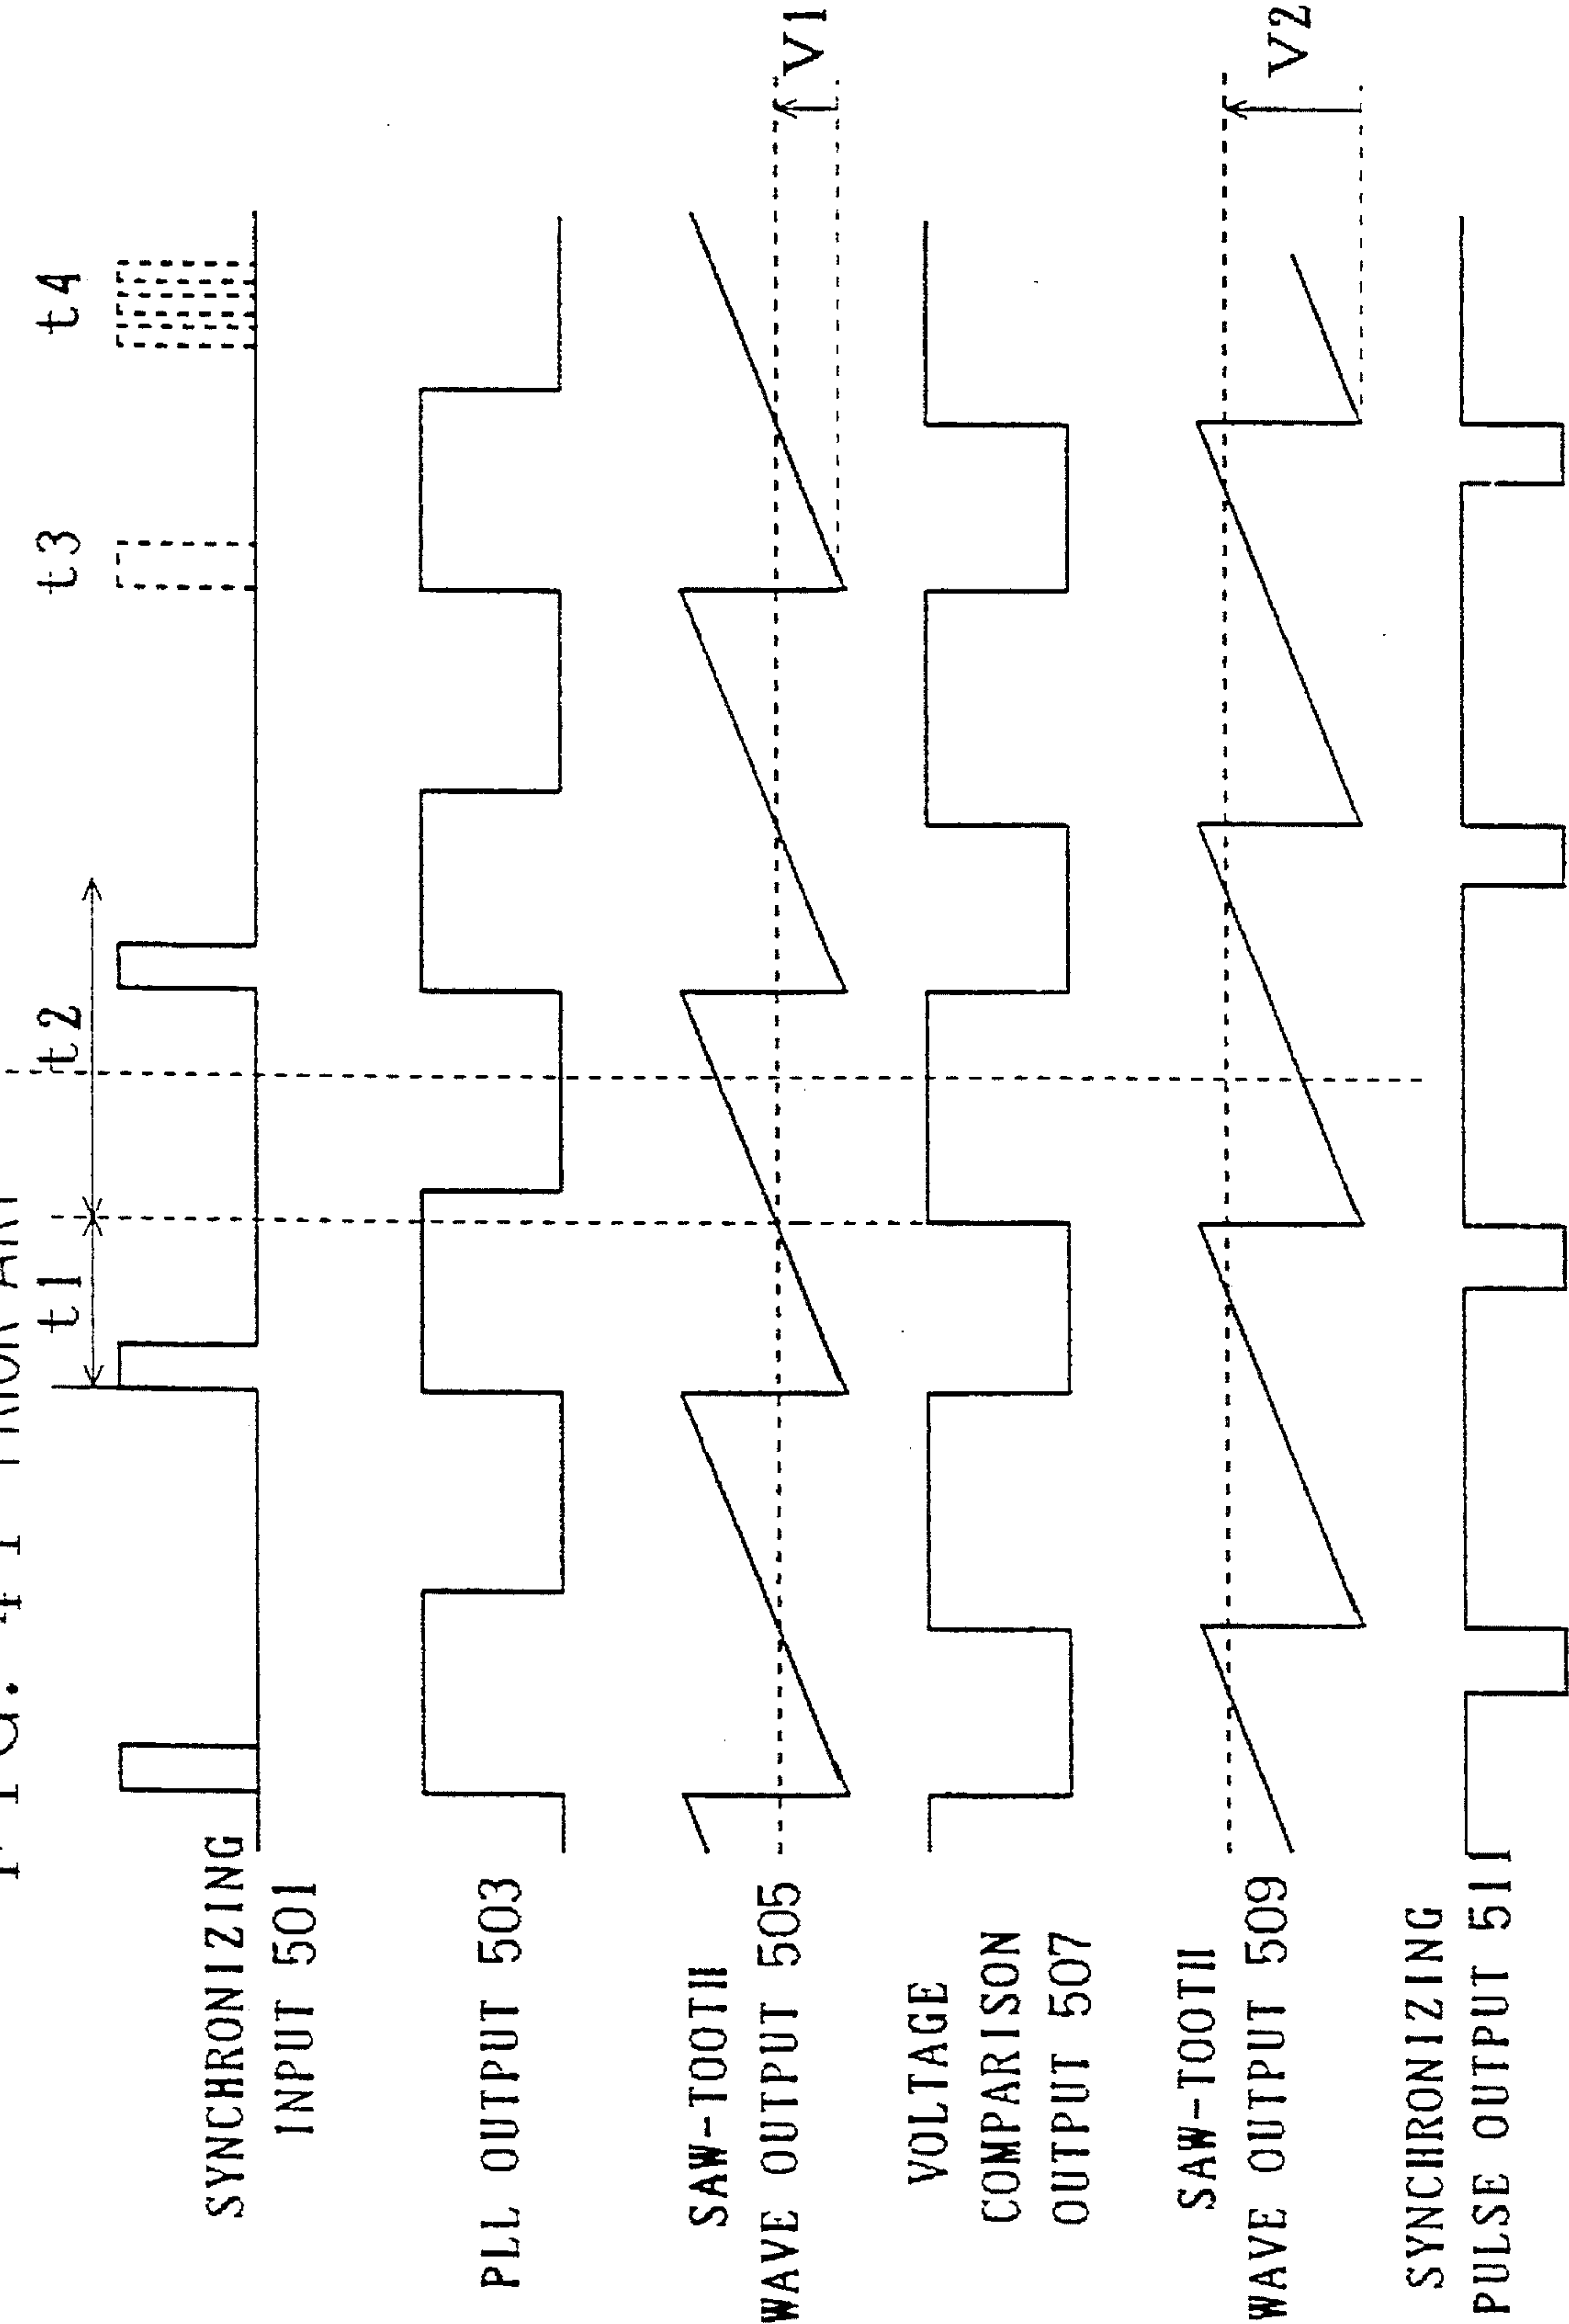 t1
t2
t3
t4
SYNCHRONIZING
INPUT 501
PLL OUTPUT 503
SAW-TOOTH
WAVE OUTPUT 505
V1
VOLTAGE
COMPARISON
OUTPUT 507
SAW-TOOTH
WAVE OUTPUT 509
V2
SYNCHRONIZING
PULSE OUTPUT 511